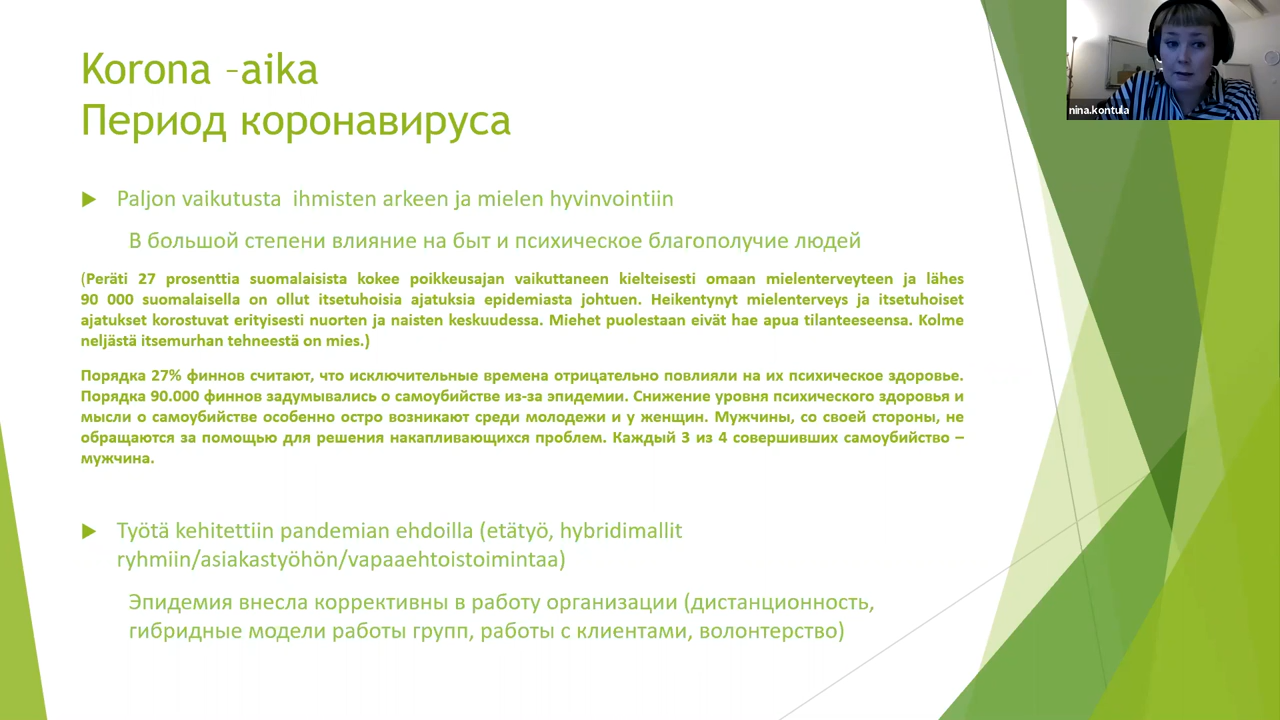 Korona –aika
Период коронавируса
nina.kontula
Paljon vaikutusta ihmisten arkeen ja mielen hyvinvointiin
В большой степени влияние на быт и психическое благополучие людей
(Peräti 27 prosenttia suomalaisista kokee poikkeusajan vaikuttaneen kielteisesti omaan mielenterveyteen ja lähes
90 000 suomalaisella on ollut itsetuhoisia ajatuksia epidemiasta johtuen. Heikentynyt mielenterveys ja itsetuhoiset
ajatukset korostuvat erityisesti nuorten ja naisten keskuudessa. Miehet puolestaan eivät hae apua tilanteeseensa. Kolme
neljästä itsemurhan tehneestä on mies.)
Порядка 27% финнов считают, что исключительные времена отрицательно повлияли на их психическое здоровье.
Порядка 90.000 финнов задумывались о самоубийстве из-за эпидемии. Снижение уровня психического здоровья и
мысли о самоубийстве особенно остро возникают среди молодежи и у женщин. Мужчины, со своей стороны, не
обращаются за помощью для решения накапливающихся проблем. Каждый 3 из 4 совершивших самоубийство –
мужчина.
Työtä kehitettiin pandemian ehdoilla (etätyö, hybridimallit
ryhmiin/asiakastyöhön/vapaaehtoistoimintaa)
Эпидемия внесла коррективны в работу организации (дистанционность,
гибридные модели работы групп, работы с клиентами, волонтерство)